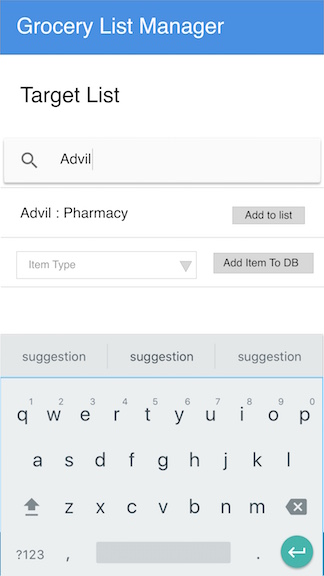 Grocery List Manager
Target List
Advil
Advil : Pharmacy Add to list
Item Type Add Item To DB
suggestion suggestion suggestion
1 2 3 4 5 6 7 8 9 0
q w e r t y u i o p
a s d f g h j k l
z x c v b n m
?123 , .